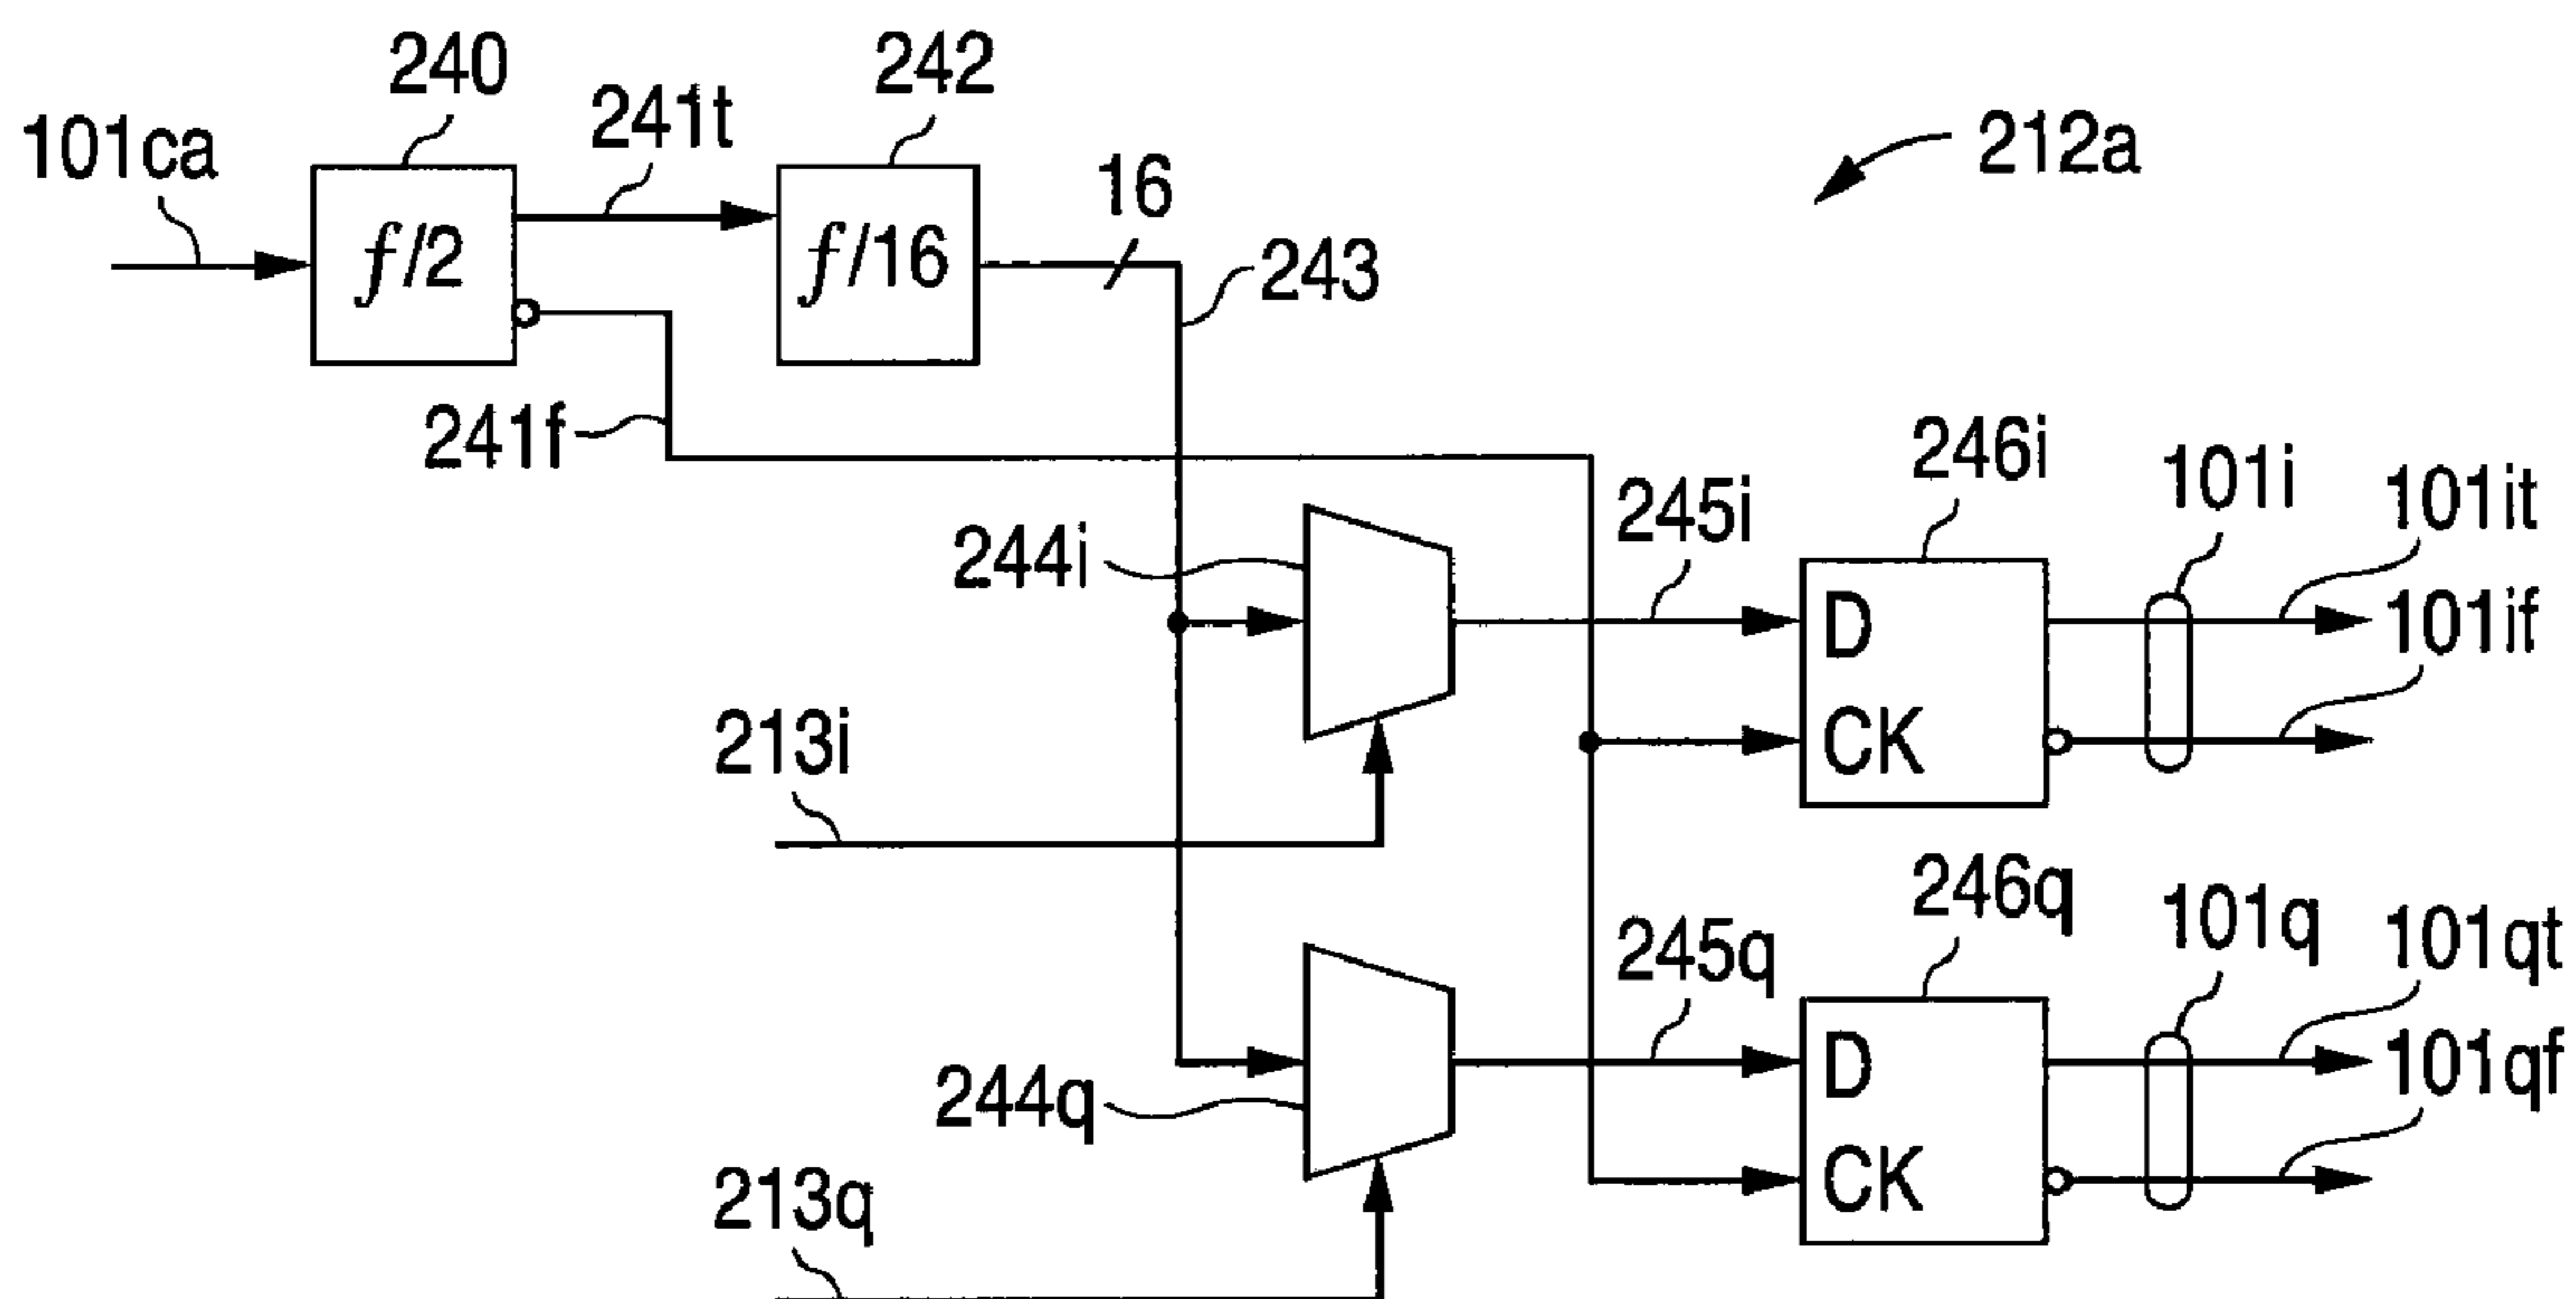 240
242
241t
101ca
212a
16
f/2
f/16
243
241f
246i
101i
101it
244i
245i
101if
D
213i
CK
246q
101q
245q
101qt
D
101qf
244q
CK
213q